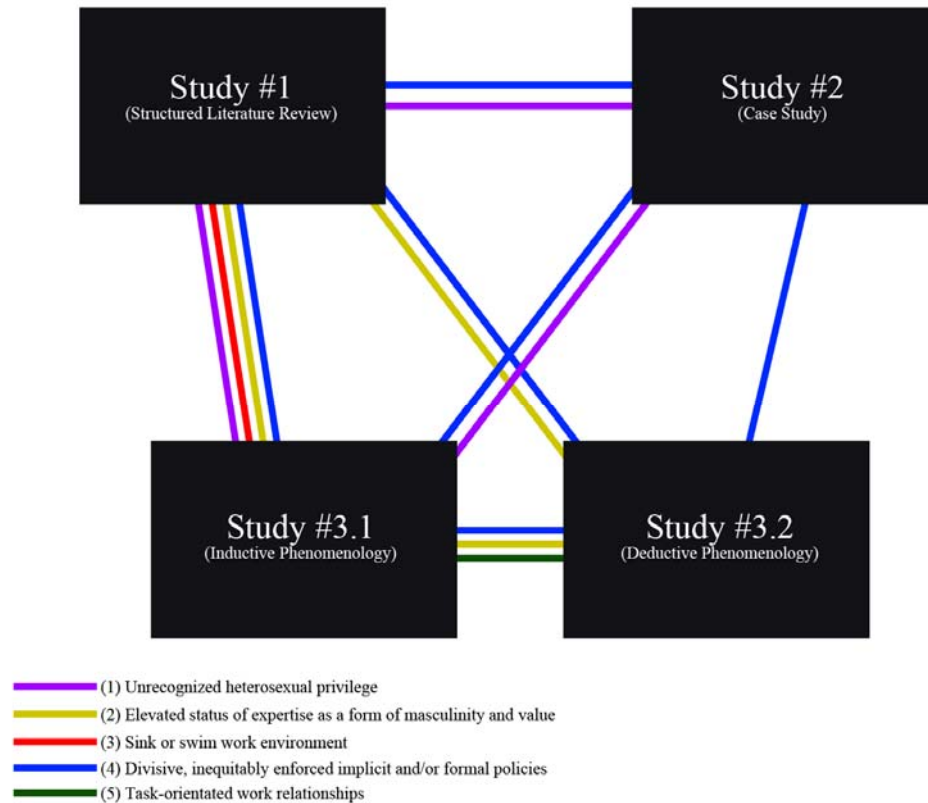 Study #1
(Structured Literature Review)
Study #2
(Case Study)
Study #3.1
(Inductive Phenomenology)
Study #3.2
(Deductive Phenomenology)
(1) Unrecognized heterosexual privilege
(2) Elevated status of expertise as a form of masculinity and value
(3) Sink or swim work environment
(4) Divisive, inequitably enforced implicit and/or formal policies
(5) Task-orientated work relationships